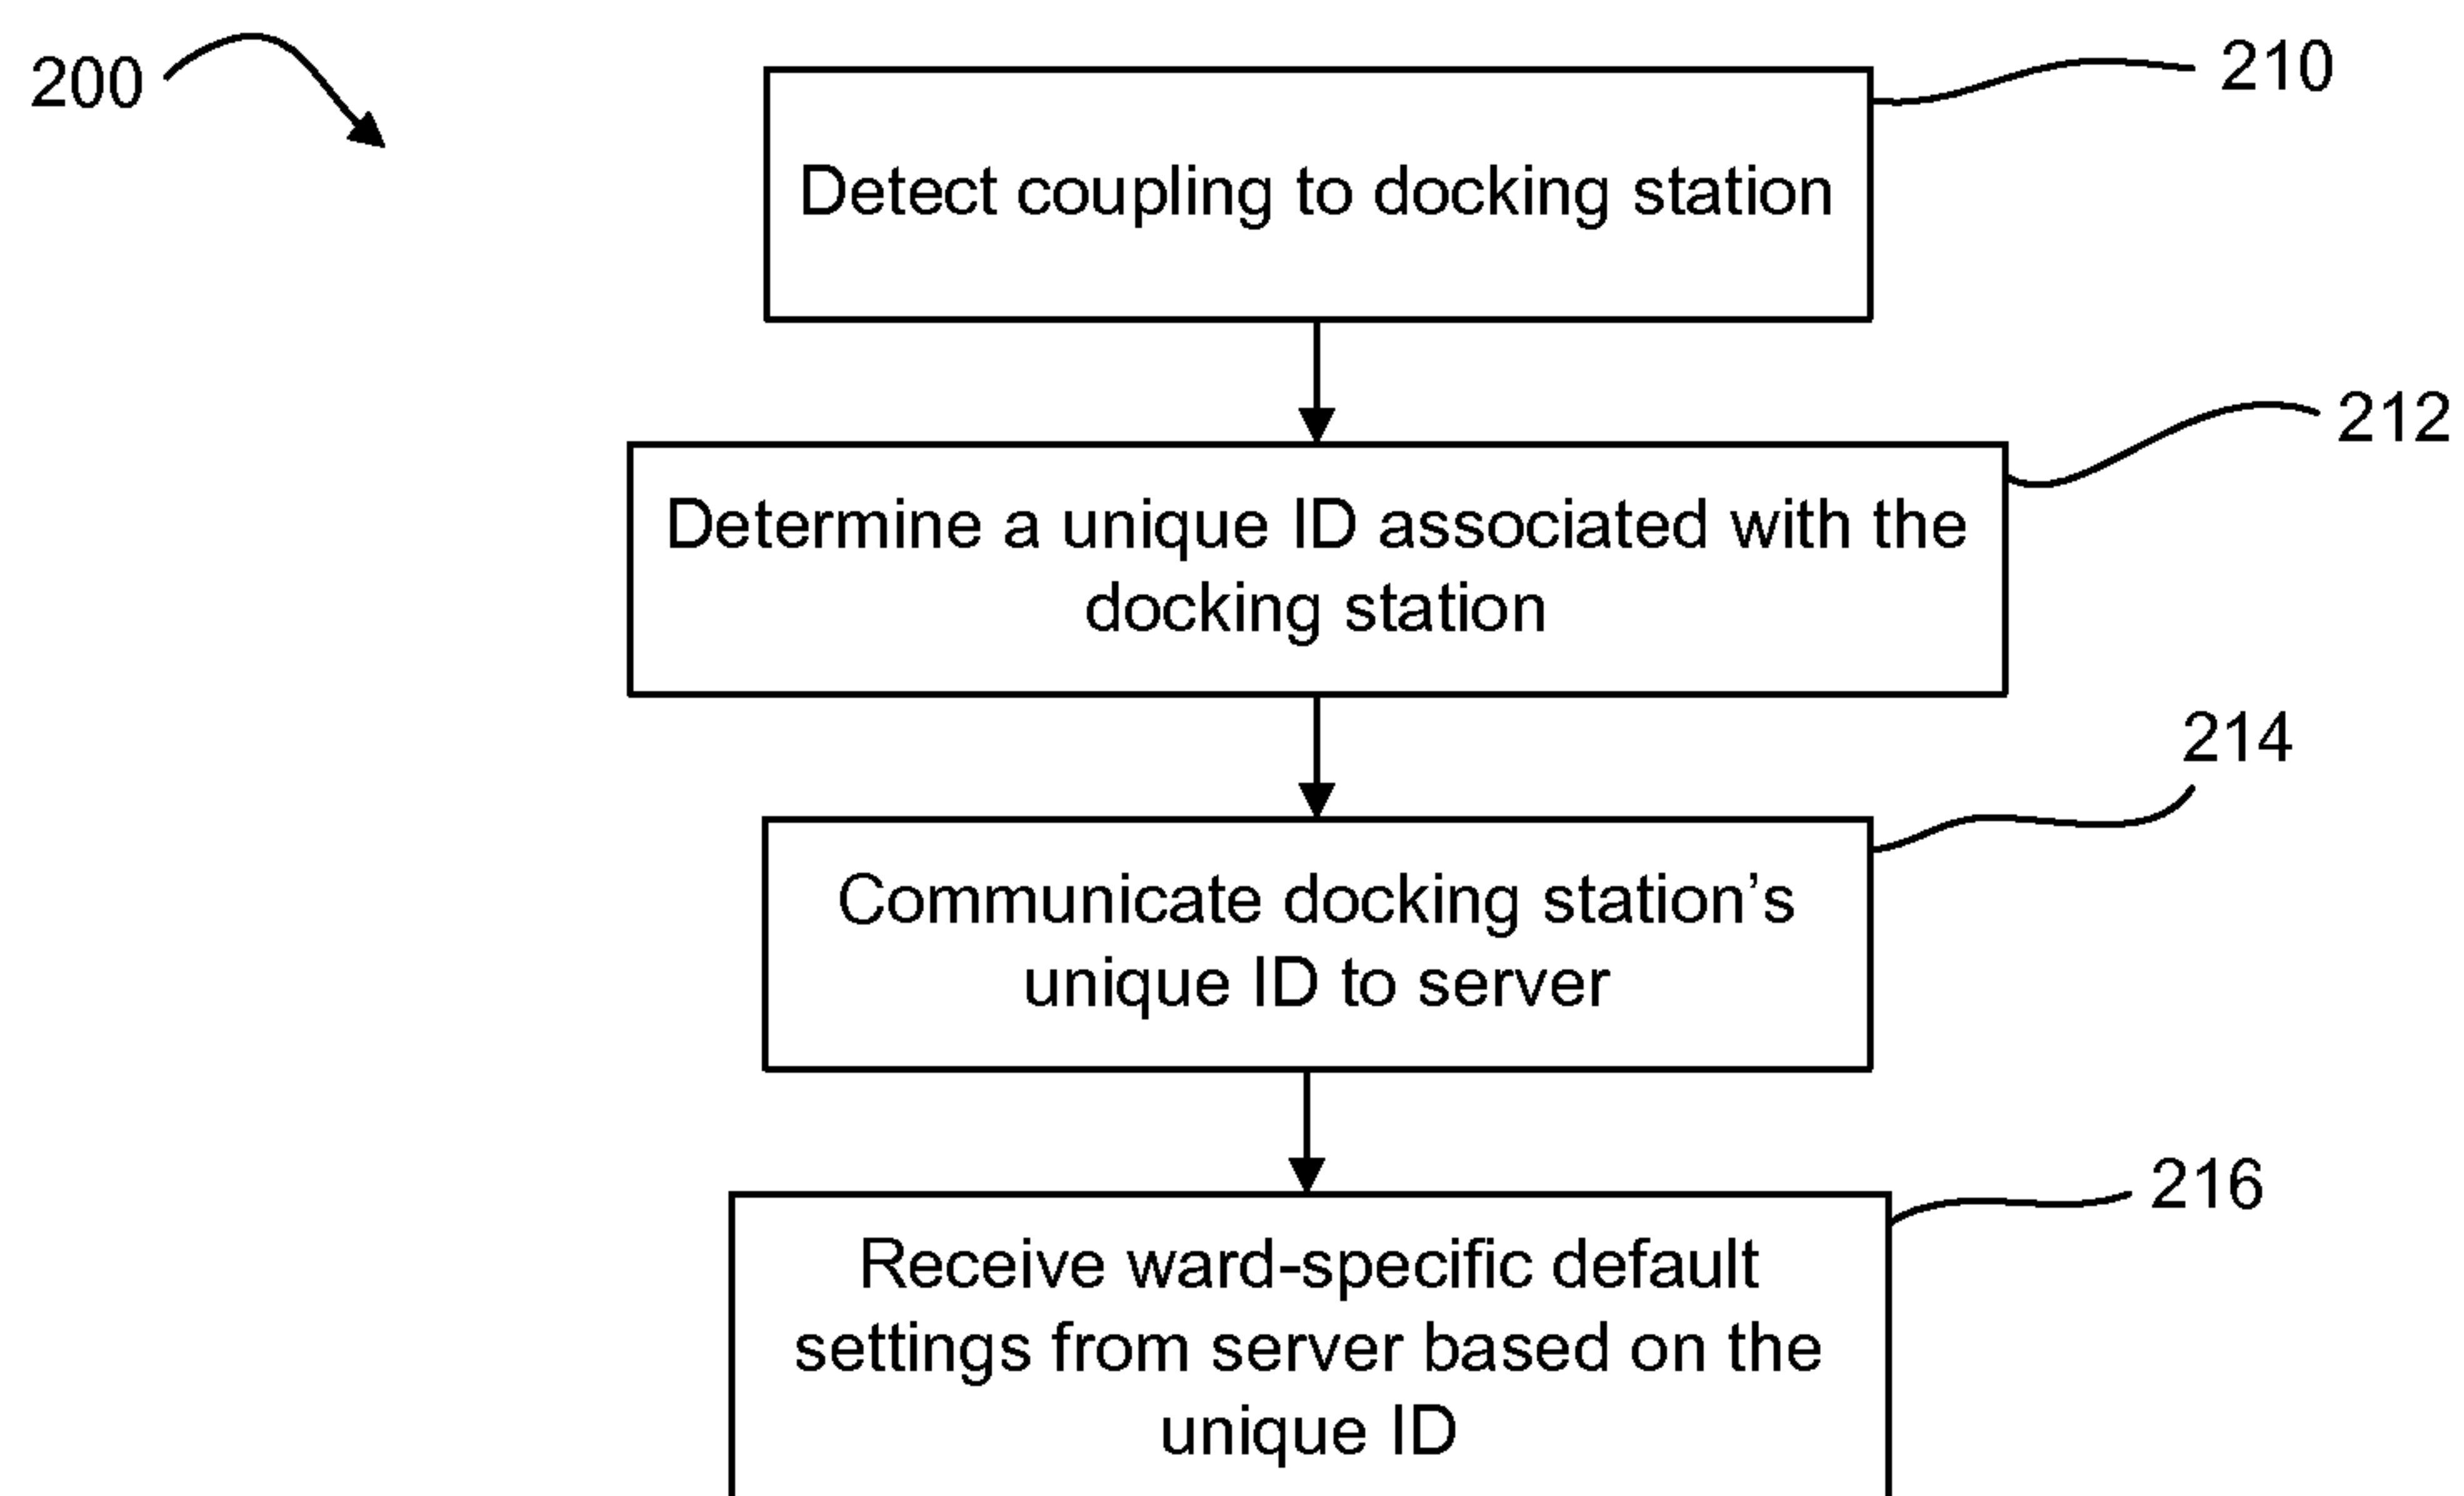 200
210
Detect coupling to docking station
212
Determine a unique ID associated with the
docking station
214
Communicate docking station’s
unique ID to server
216
Receive ward-specific default
settings from server based on the
unique ID